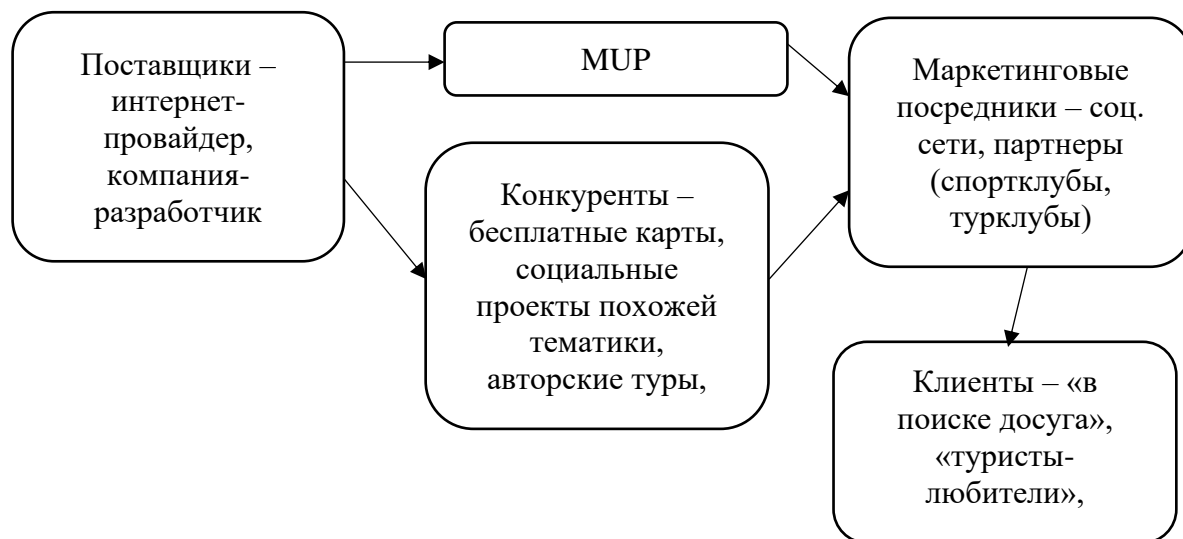 Поставщики –
интернет-
провайдер,
компания-
разработчик
MUP
Конкуренты –
бесплатные карты,
социальные
проекты похожей
тематики,
авторские туры,
Маркетинговые
посредники – соц.
сети, партнеры
(спортклубы,
турклубы)
Клиенты – «в
поиске досуга»,
«туристы-
любители»,